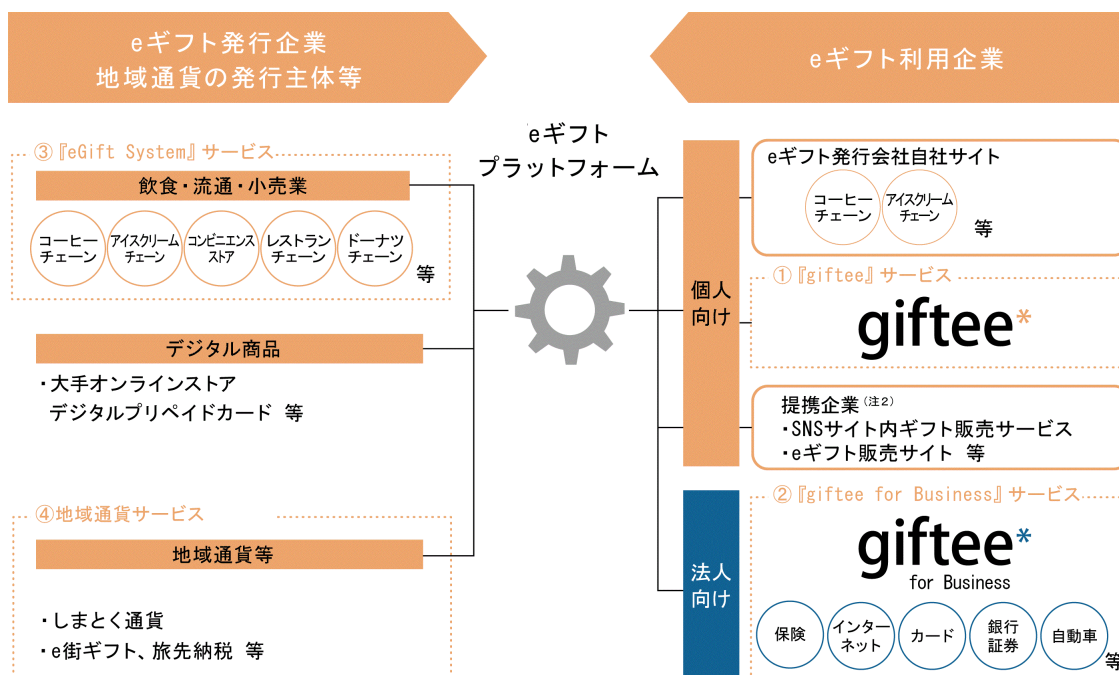 eギフト発行企業
地域通貨の発行主体等
eギフト利用企業
eギフト
プラットフォーム
③『eGift System』サービス
飲食・流通・小売業
コーヒー
チェーン
アイスクリーム
チェーン
コンビニエンス
ストア
レストラン
チェーン
ドーナツ
チェーン
等
デジタル商品
・大手オンラインストア
デジタルプリペイドカード 等
④地域通貨サービス
地域通貨等
・しまとく通貨
・e街ギフト、旅先納税 等
個人
向け
eギフト発行会社自社サイト
コーヒー
チェーン
アイスクリーム
チェーン
等
①『giftee』サービス
giftee*
提携企業(注2)
・SNSサイト内ギフト販売サービス
・eギフト販売サイト 等
法人
向け
②『giftee for Business』サービス
giftee*
for Business
保険
インター
ネット
カード
銀行
証券
自動車
等